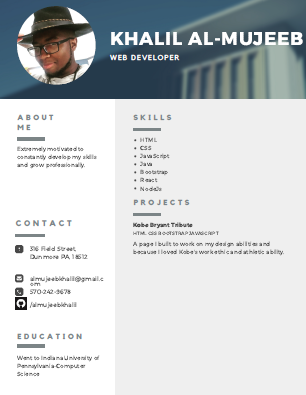 KHALIL AL-MUJEEB
WEB DEVELOPER
ABOUT
ME
Extremely motivated to
constantly develop my skills
and grow professionally.
CONTACT
316 Field Street,
Dunmore PA 18512
almujeebkhalil@gmail.c
om
570-242-9678
/almujeebkhalil
EDUCATION
Went to Indiana University of
Pennsylvania-Computer
Science
SKILLS
HTML
CSS
JavaScript
Java
Bootstrap
React
NodeJs
PROJECTS
Kobe Bryant Tribute
HTML CSS BOOTSTRAP JAVASCRIPT
A page I built to work on my design abilities and
because I loved Kobe's work ethic and athletic ability.